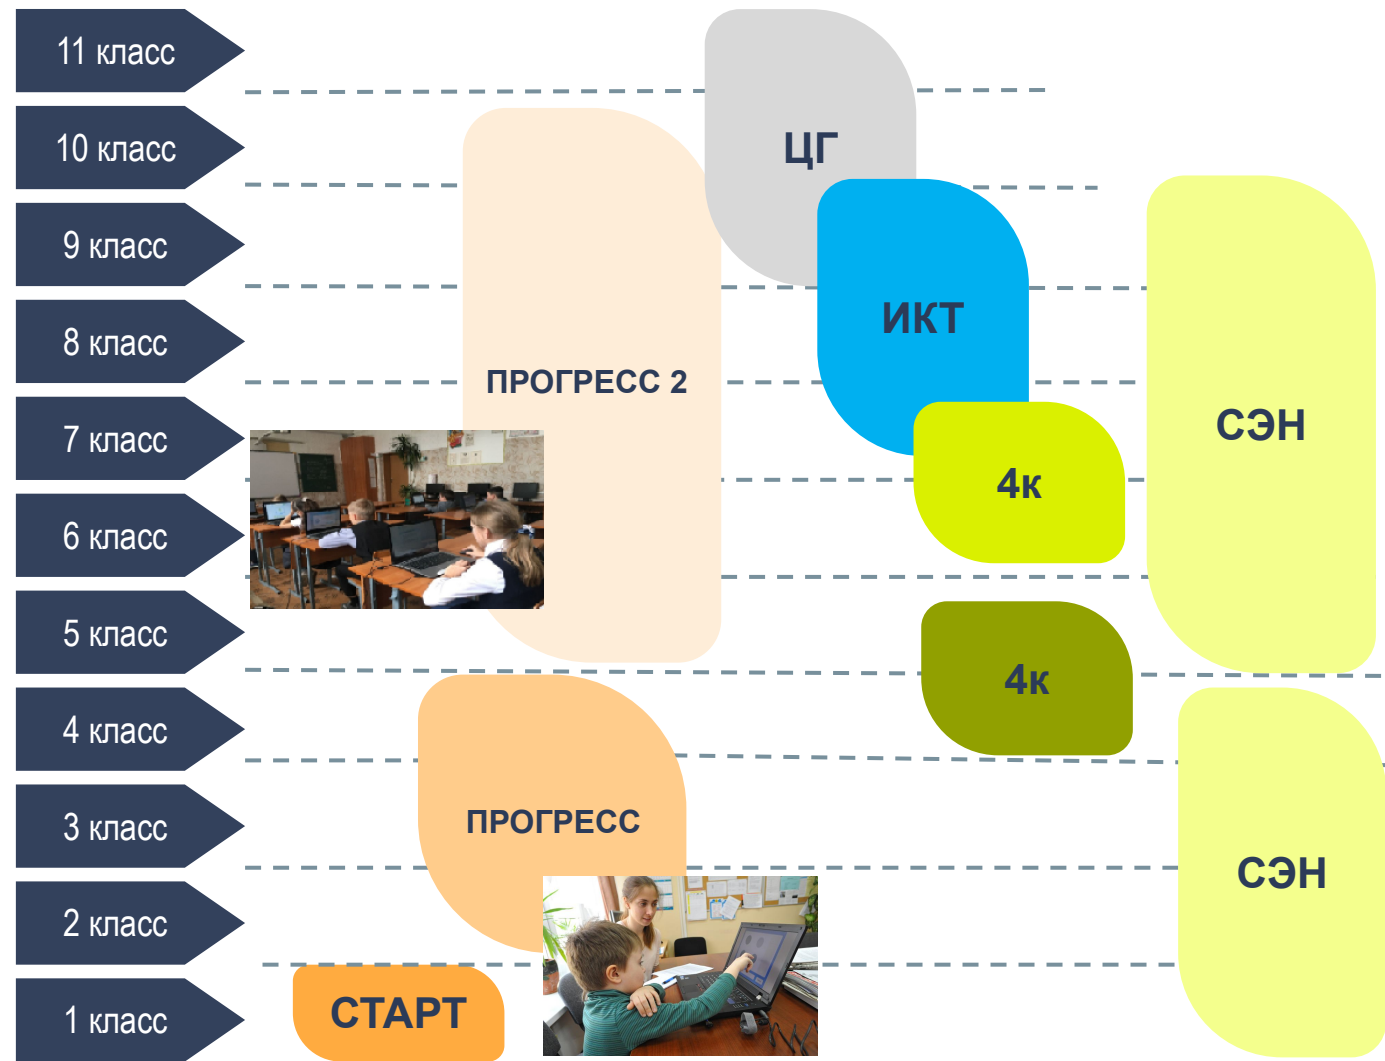 11 класс
10 класс
9 класс
8 класс
7 класс
6 класс
5 класс
4 класс
3 класс
2 класс
1 класс
ЦГ
ИКТ
ПРОГРЕСС 2
СЭН
4к
4к
ПРОГРЕСС
СЭН
СТАРТ